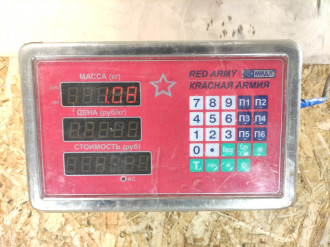 МАССА (кг)
1.08
ЦЕНА (руб/кг)
СТОИМОСТЬ (руб)
RED ARMY МИДЛ
КРАСНАЯ АРМИЯ
7 8 9 П1 П2
4 5 6 П3 П4
1 2 3 П5 П6
0 •
T